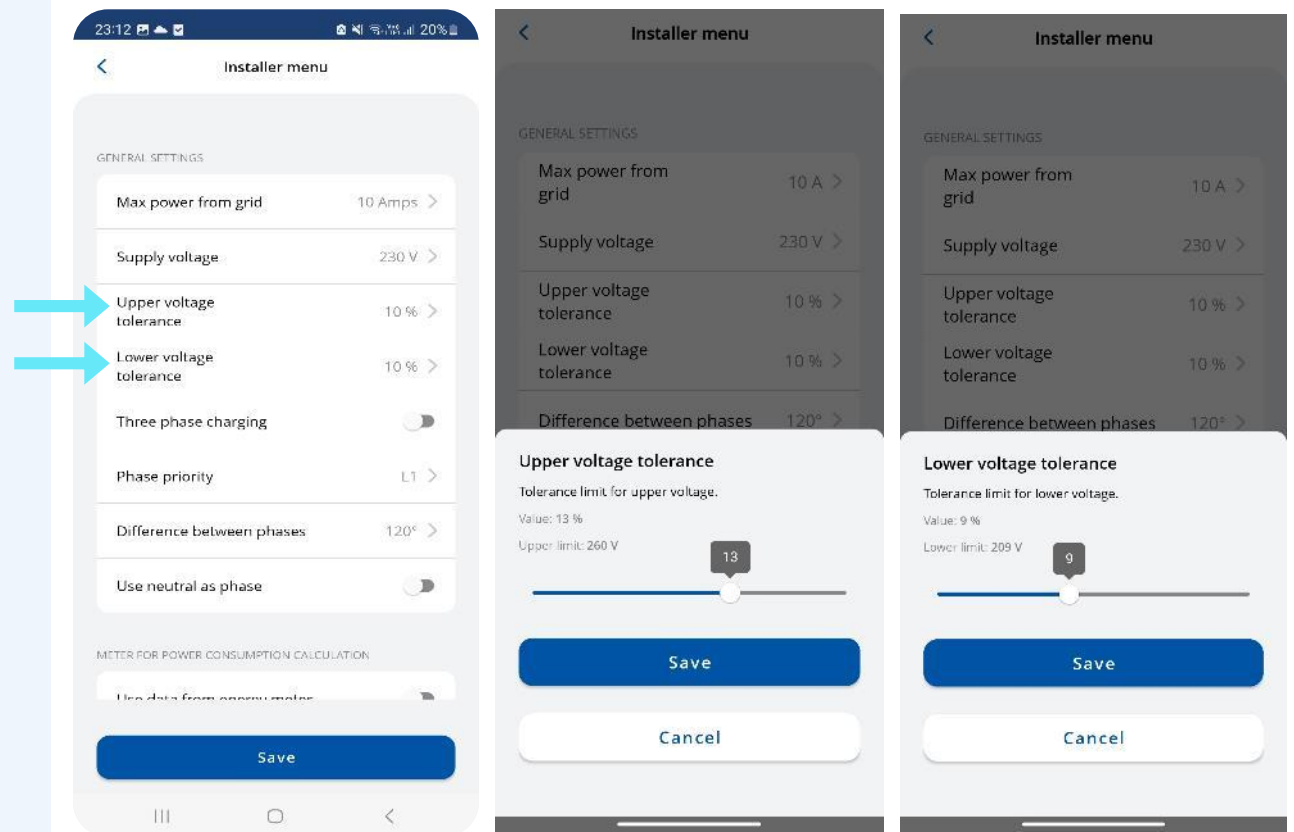 23:12
20%
Installer menu
GENERAL SETTINGS
Max power from grid
10 Amps
Supply voltage
230 V
Upper voltage
tolerance
10 %
Lower voltage
tolerance
10 %
Three phase charging
Phase priority
L1
Difference between phases
120°
Use neutral as phase
METER FOR POWER CONSUMPTION CALCULATION
Use data from energy meter
Save
Installer menu
GENERAL SETTINGS
Max power from
grid
10 A
Supply voltage
230 V
Upper voltage
tolerance
10 %
Lower voltage
tolerance
10 %
Difference between phases
120°
Upper voltage tolerance
Tolerance limit for upper voltage.
Value: 13 %
Upper limit: 260 V
13
Save
Cancel
Installer menu
GENERAL SETTINGS
Max power from
grid
10 A
Supply voltage
230 V
Upper voltage
tolerance
10 %
Lower voltage
tolerance
10 %
Difference between phases
120°
Lower voltage tolerance
Tolerance limit for lower voltage.
Value: 9 %
Lower limit: 209 V
9
Save
Cancel